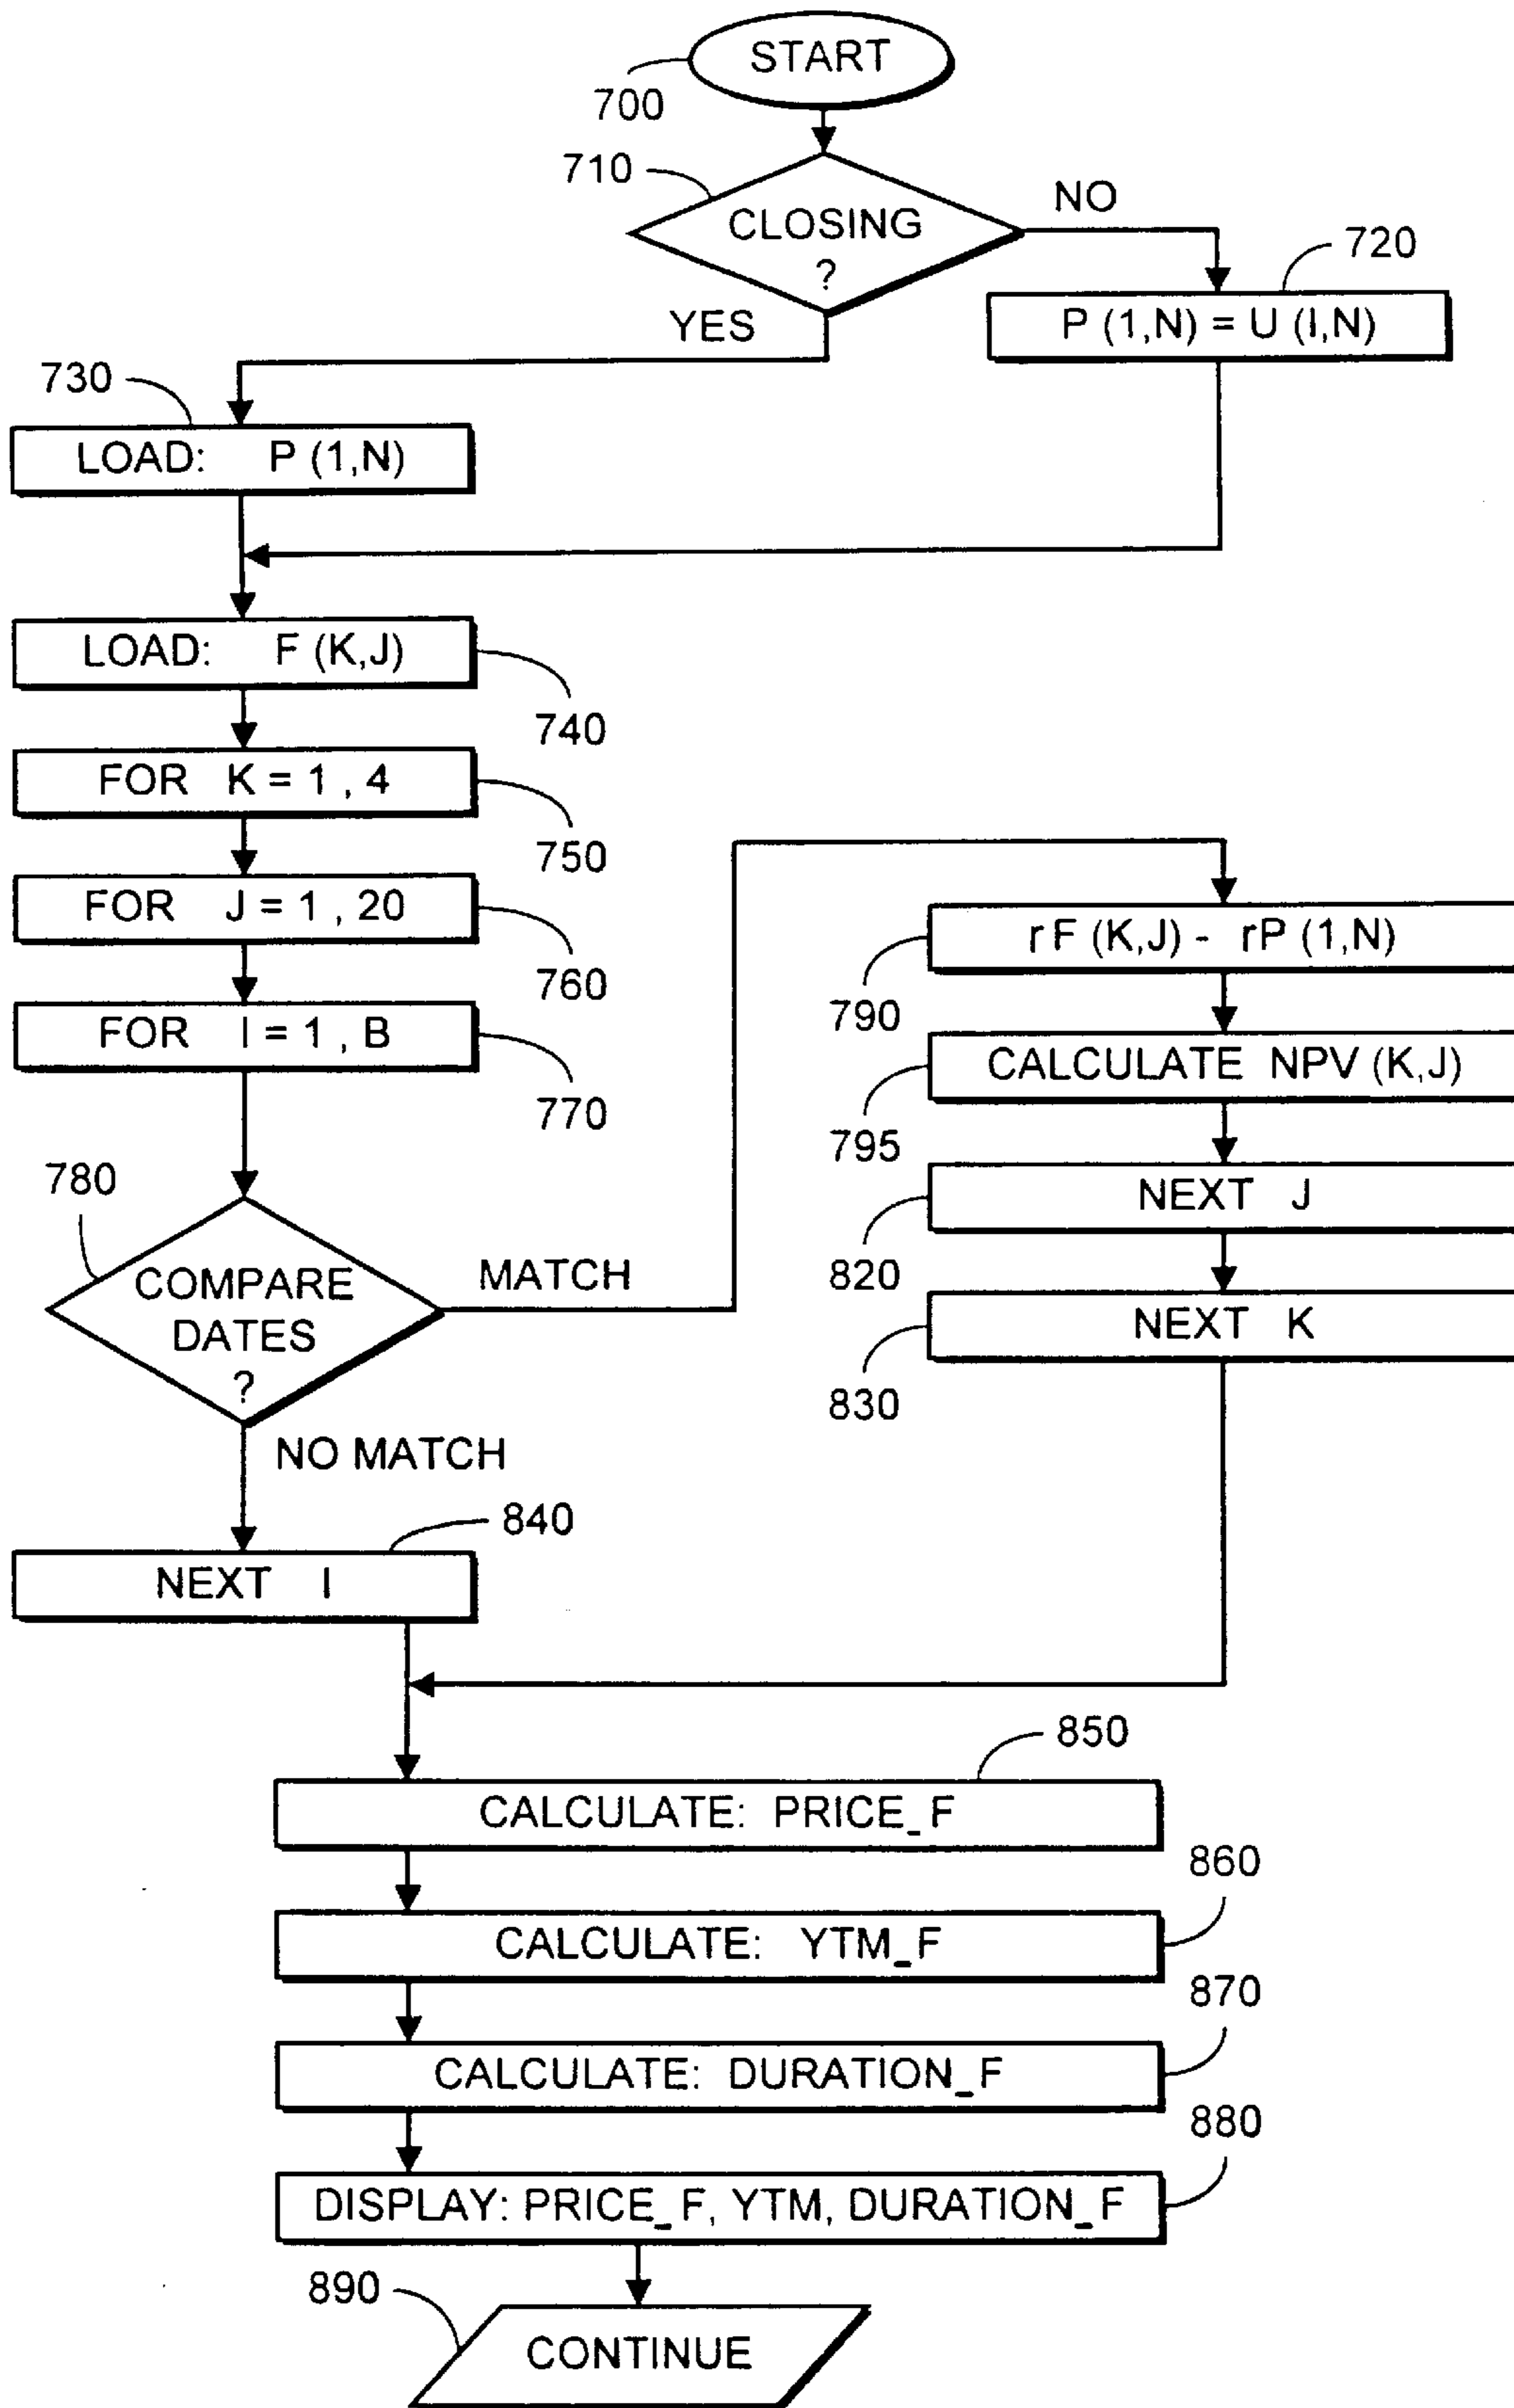 START
700
710
CLOSING
?
NO
YES
720
P (1,N) = U (I,N)
730
LOAD: P (1,N)
LOAD: F (K,J)
740
FOR K = 1 , 4
750
FOR J = 1 , 20
760
FOR I = 1 , B
770
780
COMPARE
DATES
?
MATCH
NO MATCH
r F (K,J) - rP (1,N)
790
CALCULATE NPV (K,J)
795
NEXT J
820
NEXT K
830
840
NEXT I
850
CALCULATE: PRICE_F
860
CALCULATE: YTM_F
870
CALCULATE: DURATION_F
880
DISPLAY: PRICE_F, YTM, DURATION_F
890
CONTINUE